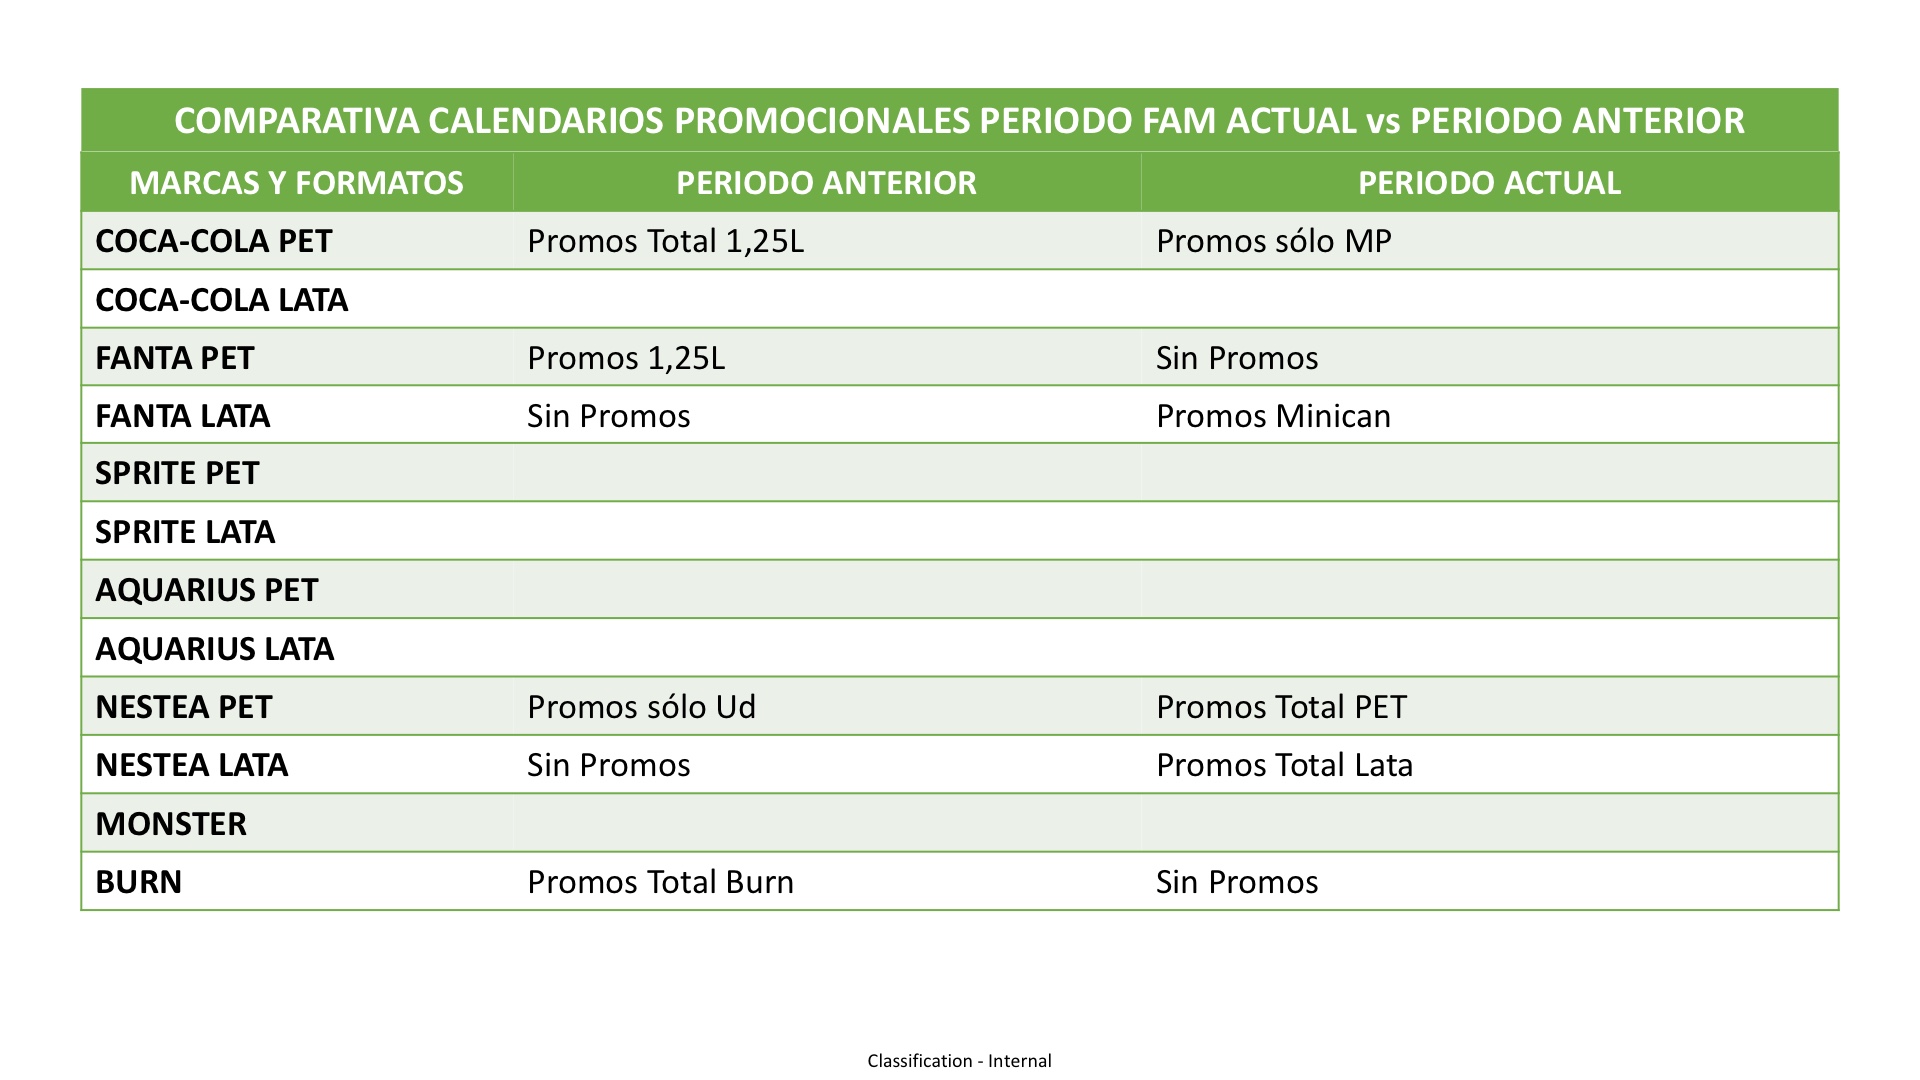 COMPARATIVA CALENDARIOS PROMOCIONALES PERIODO FAM ACTUAL vs PERIODO ANTERIOR
MARCAS Y FORMATOS PERIODO ANTERIOR PERIODO ACTUAL
COCA-COLA PET Promos Total 1,25L Promos sólo MP
COCA-COLA LATA
FANTA PET Promos 1,25L Sin Promos
FANTA LATA Sin Promos Promos Minican
SPRITE PET
SPRITE LATA
AQUARIUS PET
AQUARIUS LATA
NESTEA PET Promos sólo Ud Promos Total PET
NESTEA LATA Sin Promos Promos Total Lata
MONSTER
BURN Promos Total Burn Sin Promos
Classification - Internal